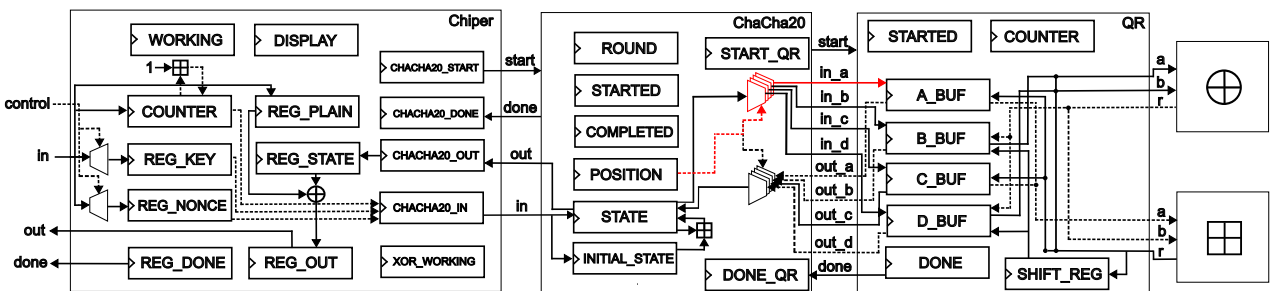 Chiper
WORKING
DISPLAY
1
control
COUNTER
REG_PLAIN
in
REG_KEY
REG_STATE
REG_NONCE
out
done
REG_DONE
REG_OUT
CHACHA20_START
CHACHA20_DONE
CHACHA20_OUT
CHACHA20_IN
XOR_WORKING
start
done
out
in
ChaCha20
ROUND
START_QR
STARTED
COMPLETED
POSITION
STATE
INITIAL_STATE
DONE_QR
start
in_a
in_b
in_c
in_d
out_a
out_b
out_c
out_d
done
QR
STARTED
COUNTER
A_BUF
B_BUF
C_BUF
D_BUF
DONE
SHIFT_REG
a
b
r
a
b
r